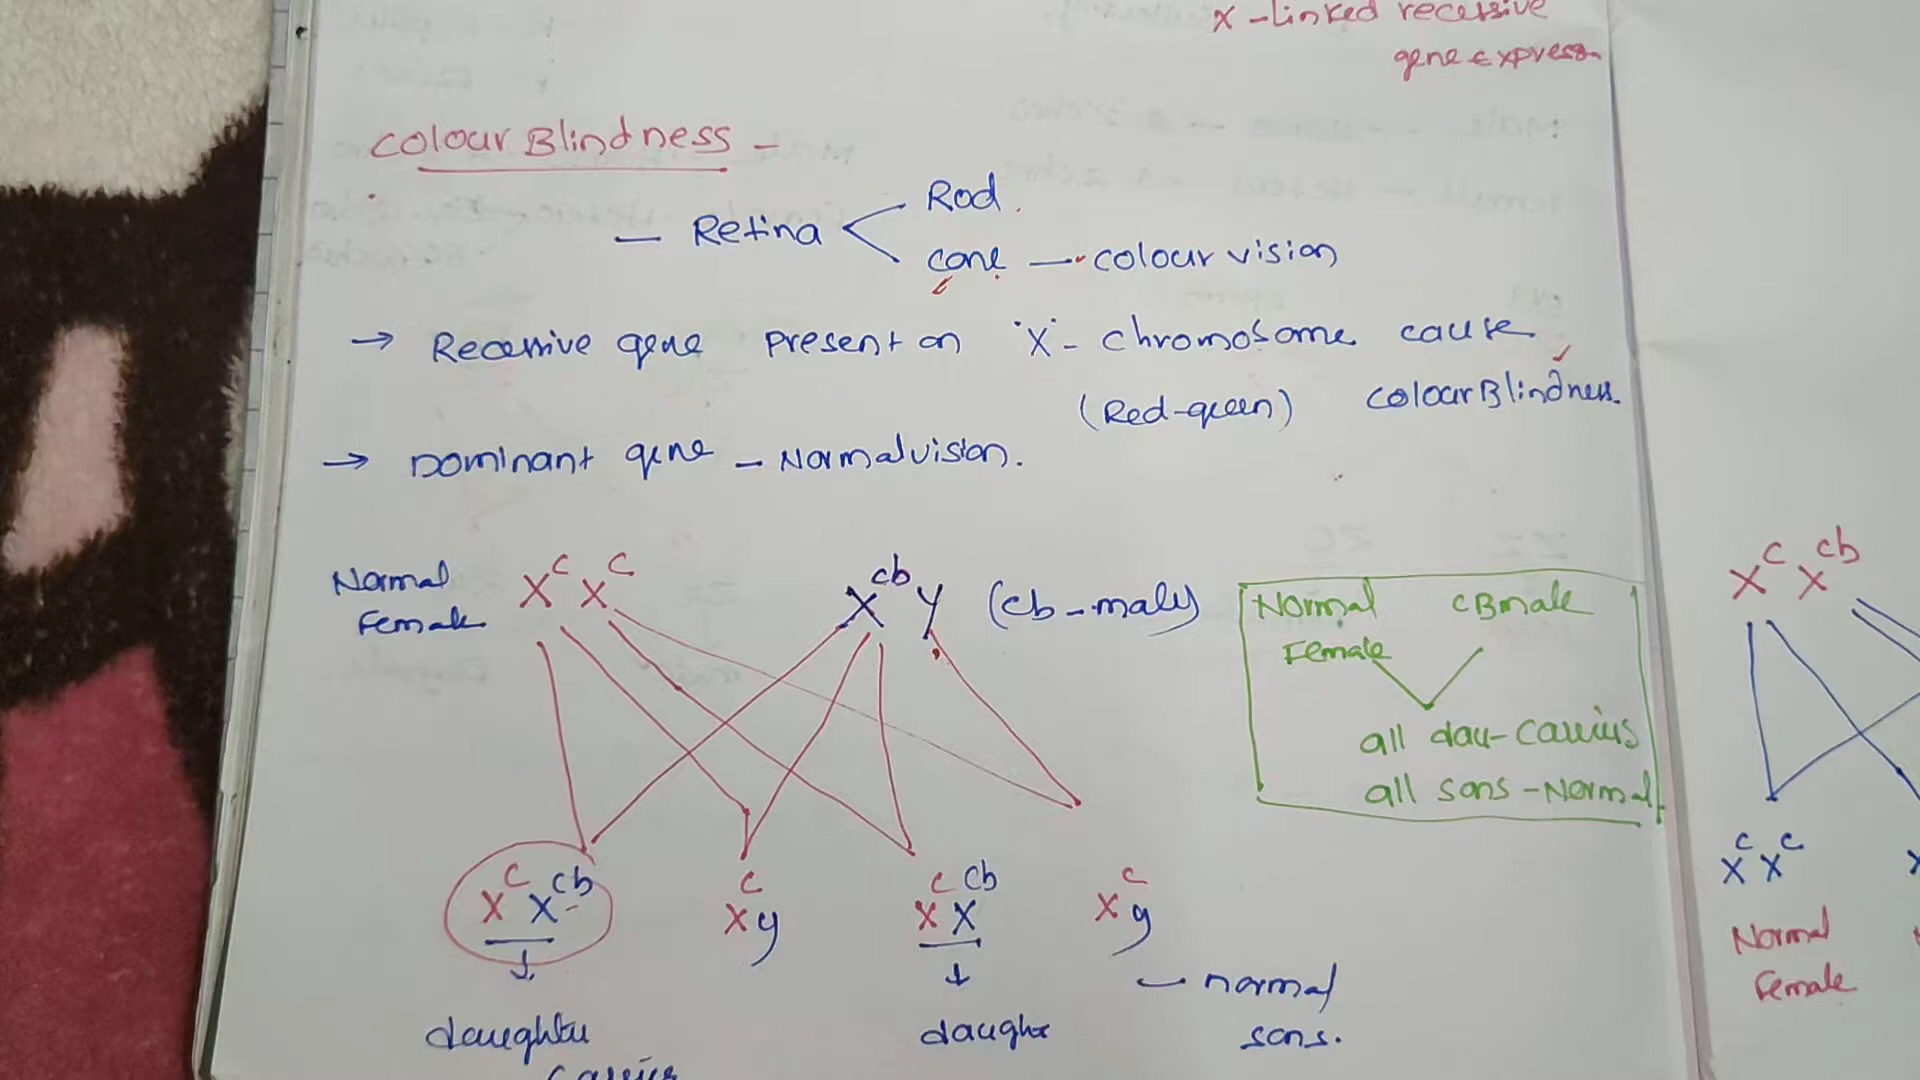 X-Linked recessive
gene express
Colour Blindness -
- Retina
Rod
cone - colour vision
→ Recessive gene present on 'X'- chromosome cause
(Red-green) colour Blindness.
→ Dominant gene - Normal vision.
Normal
Female
X^c X^c
X^cb y (cb-male)
Normal Female
CB male
all dau- carriers
all sons - Normal
X^c X^cb
X^c y
X^c X^cb
X^c y
↓
↓
- normal
sons.
daughter
daughter
carrier
X^c X^cb
X^c X^c
Normal
Female